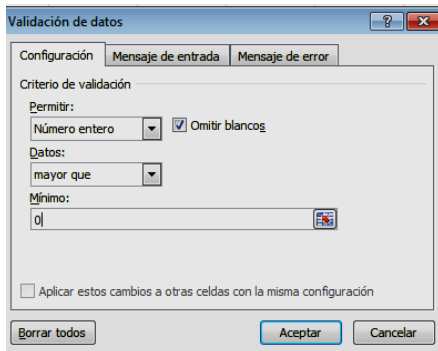 Validación de datos
Configuración Mensaje de entrada Mensaje de error
Criterio de validación
Permitir:
Número entero Omitir blancos
Datos:
mayor que
Mínimo:
0
Aplicar estos cambios a otras celdas con la misma configuración
Borrar todos Aceptar Cancelar